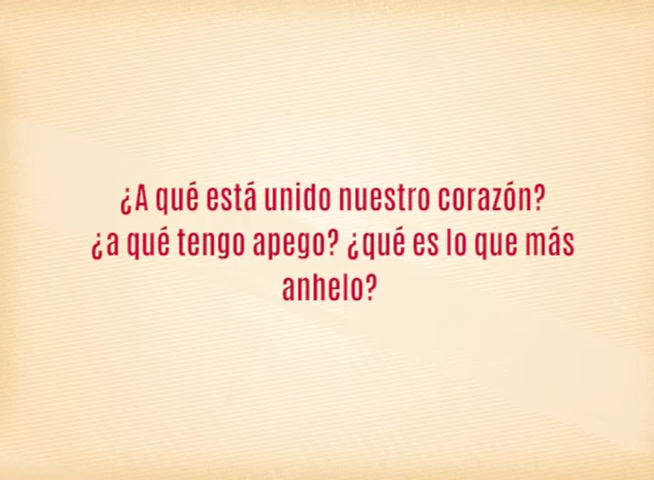 ¿A qué está unido nuestro corazón?
¿a qué tengo apego? ¿qué es lo que más
anhelo?